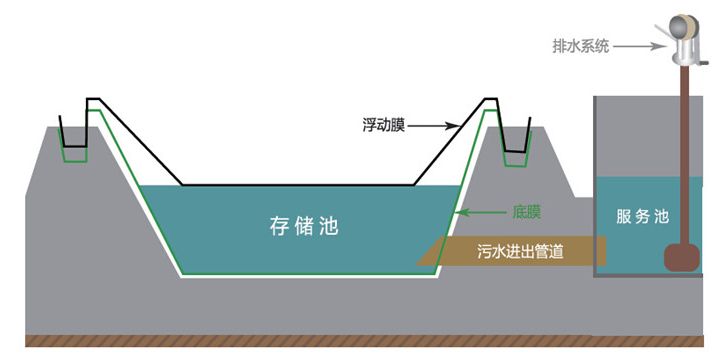 排水系统
浮动膜
底膜
存储池
服务池
污水进出管道